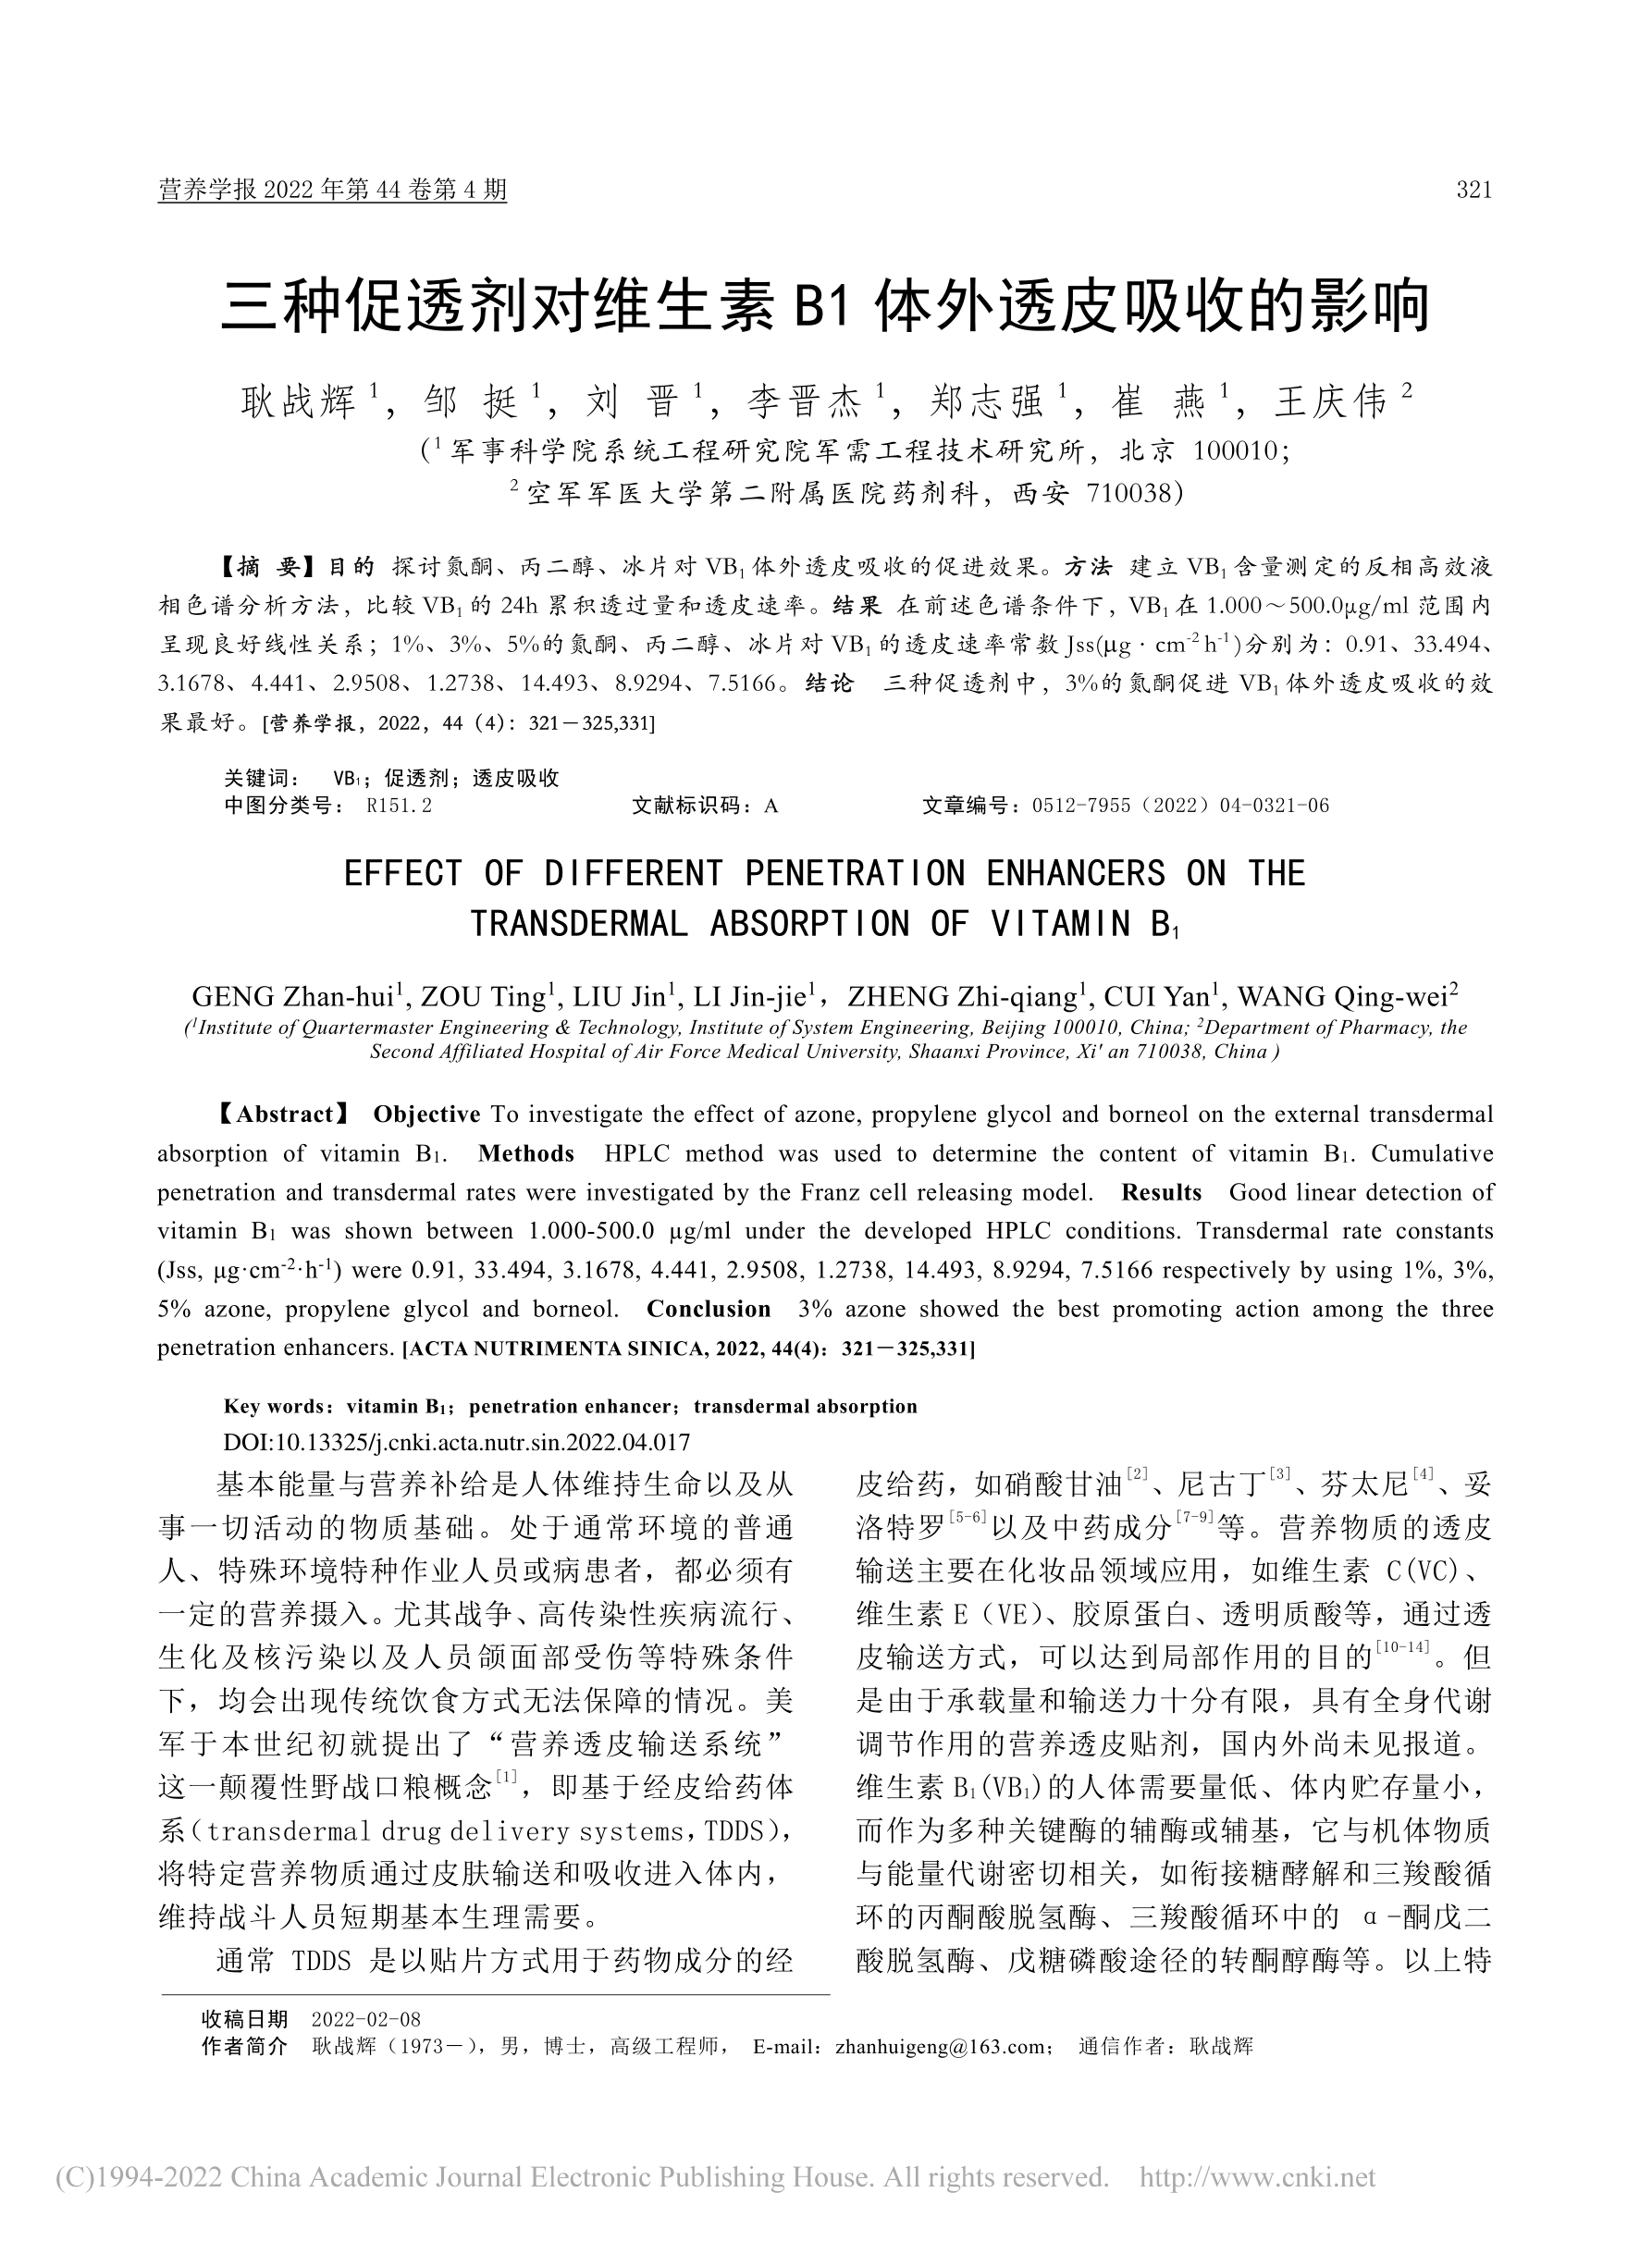 营养学报 2022 年第 44 卷第 4 期
321
三种促透剂对维生素 B1 体外透皮吸收的影响
耿战辉 1，邹 挺 1，刘 晋 1，李晋杰 1，郑志强 1，崔 燕 1，王庆伟 2
(1 军事科学院系统工程研究院军需工程技术研究所，北京 100010；
2 空军军医大学第二附属医院药剂科，西安 710038)
【摘 要】目的 探讨氮酮、丙二醇、冰片对 VB1 体外透皮吸收的促进效果。方法 建立 VB1 含量测定的反相高效液
相色谱分析方法，比较 VB1 的 24h 累积透过量和透皮速率。结果 在前述色谱条件下，VB1 在 1.000～500.0μg/ml 范围内
呈现良好线性关系；1%、3%、5%的氮酮、丙二醇、冰片对 VB1 的透皮速率常数 Jss(μg · cm-2 h-1)分别为：0.91、33.494、
3.1678、4.441、2.9508、1.2738、14.493、8.9294、7.5166。结论 三种促透剂中，3%的氮酮促进 VB1 体外透皮吸收的效
果最好。[营养学报，2022，44（4）：321－325,331]
关键词： VB1；促透剂；透皮吸收
中图分类号： R151.2 文献标识码：A 文章编号：0512-7955（2022）04-0321-06
EFFECT OF DIFFERENT PENETRATION ENHANCERS ON THE
TRANSDERMAL ABSORPTION OF VITAMIN B1
GENG Zhan-hui1, ZOU Ting1, LIU Jin1, LI Jin-jie1，ZHENG Zhi-qiang1, CUI Yan1, WANG Qing-wei2
(1Institute of Quartermaster Engineering & Technology, Institute of System Engineering, Beijing 100010, China; 2Department of Pharmacy, the
Second Affiliated Hospital of Air Force Medical University, Shaanxi Province, Xi' an 710038, China )
【Abstract】 Objective To investigate the effect of azone, propylene glycol and borneol on the external transdermal
absorption of vitamin B1. Methods HPLC method was used to determine the content of vitamin B1. Cumulative
penetration and transdermal rates were investigated by the Franz cell releasing model. Results Good linear detection of
vitamin B1 was shown between 1.000-500.0 μg/ml under the developed HPLC conditions. Transdermal rate constants
(Jss, μg·cm-2·h-1) were 0.91, 33.494, 3.1678, 4.441, 2.9508, 1.2738, 14.493, 8.9294, 7.5166 respectively by using 1%, 3%,
5% azone, propylene glycol and borneol. Conclusion 3% azone showed the best promoting action among the three
penetration enhancers. [ACTA NUTRIMENTA SINICA, 2022, 44(4)：321－325,331]
Key words：vitamin B1；penetration enhancer；transdermal absorption
DOI:10.13325/j.cnki.acta.nutr.sin.2022.04.017
基本能量与营养补给是人体维持生命以及从
事一切活动的物质基础。处于通常环境的普通
人、特殊环境特种作业人员或病患者，都必须有
一定的营养摄入。尤其战争、高传染性疾病流行、
生化及核污染以及人员颌面部受伤等特殊条件
下，均会出现传统饮食方式无法保障的情况。美
军于本世纪初就提出了“营养透皮输送系统”
这一颠覆性野战口粮概念[1]，即基于经皮给药体
系(transdermal drug delivery systems，TDDS)，
将特定营养物质通过皮肤输送和吸收进入体内，
维持战斗人员短期基本生理需要。
通常 TDDS 是以贴片方式用于药物成分的经
皮给药，如硝酸甘油[2]、尼古丁[3]、芬太尼[4]、妥
洛特罗[5-6]以及中药成分[7-9]等。营养物质的透皮
输送主要在化妆品领域应用，如维生素 C(VC)、
维生素 E（VE）、胶原蛋白、透明质酸等，通过透
皮输送方式，可以达到局部作用的目的[10-14]。但
是由于承载量和输送力十分有限，具有全身代谢
调节作用的营养透皮贴剂，国内外尚未见报道。
维生素 B1(VB1)的人体需要量低、体内贮存量小，
而作为多种关键酶的辅酶或辅基，它与机体物质
与能量代谢密切相关，如衔接糖酵解和三羧酸循
环的丙酮酸脱氢酶、三羧酸循环中的 α-酮戊二
酸脱氢酶、戊糖磷酸途径的转酮醇酶等。以上特
收稿日期 2022-02-08
作者简介 耿战辉（1973－），男，博士，高级工程师， E-mail：zhanhuigeng@163.com； 通信作者：耿战辉
(C)1994-2022 China Academic Journal Electronic Publishing House. All rights reserved. http://www.cnki.net